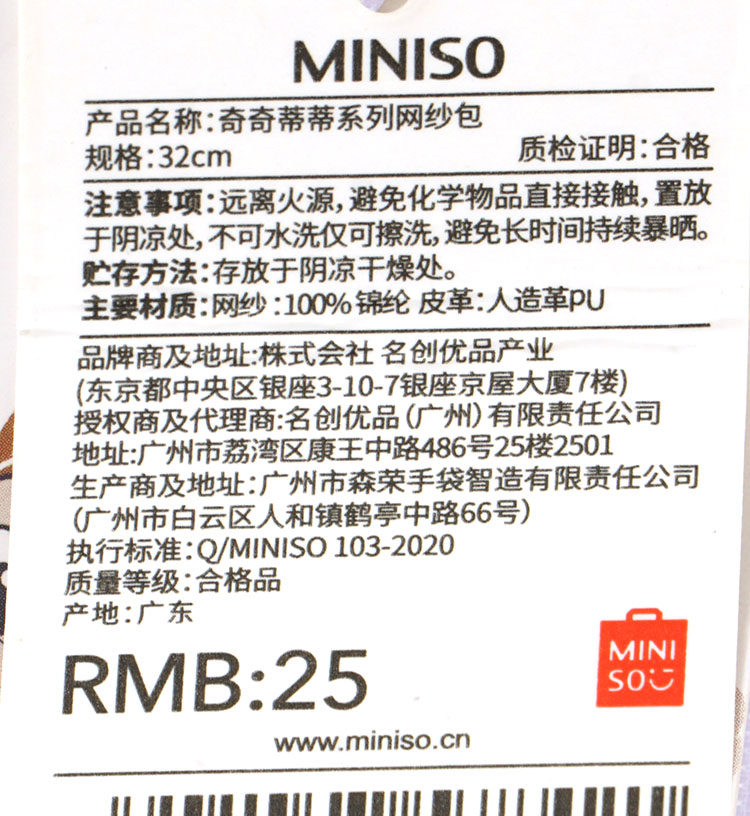 MINISO
产品名称:奇奇蒂蒂系列网纱包
规格:32cm 质检证明:合格
注意事项:远离火源,避免化学物品直接接触,置放
于阴凉处,不可水洗仅可擦洗,避免长时间持续暴晒。
贮存方法:存放于阴凉干燥处。
主要材质:网纱:100%锦纶 皮革:人造革PU
品牌商及地址:株式会社 名创优品产业
(东京都中央区银座3-10-7银座京屋大厦7楼)
授权商及代理商:名创优品(广州)有限责任公司
地址:广州市荔湾区康王中路486号25楼2501
生产商及地址:广州市森荣手袋智造有限责任公司
(广州市白云区人和镇鹤亭中路66号)
执行标准:Q/MINISO 103-2020
质量等级:合格品
产地:广东
RMB:25
MINI
SO
www.miniso.cn